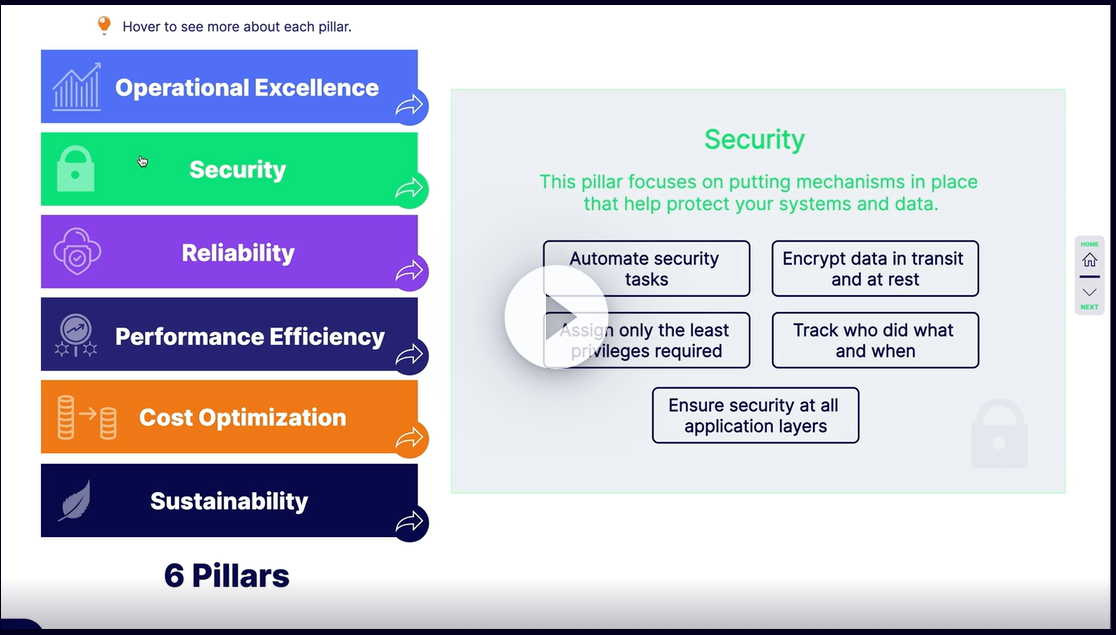 Hover to see more about each pillar.
Operational Excellence
Security
Reliability
Performance Efficiency
Cost Optimization
Sustainability
6 Pillars
Security
This pillar focuses on putting mechanisms in place
that help protect your systems and data.
Automate security
tasks
Encrypt data in transit
and at rest
Assign only the least
privileges required
Track who did what
and when
Ensure security at all
application layers
HOME
NEXT